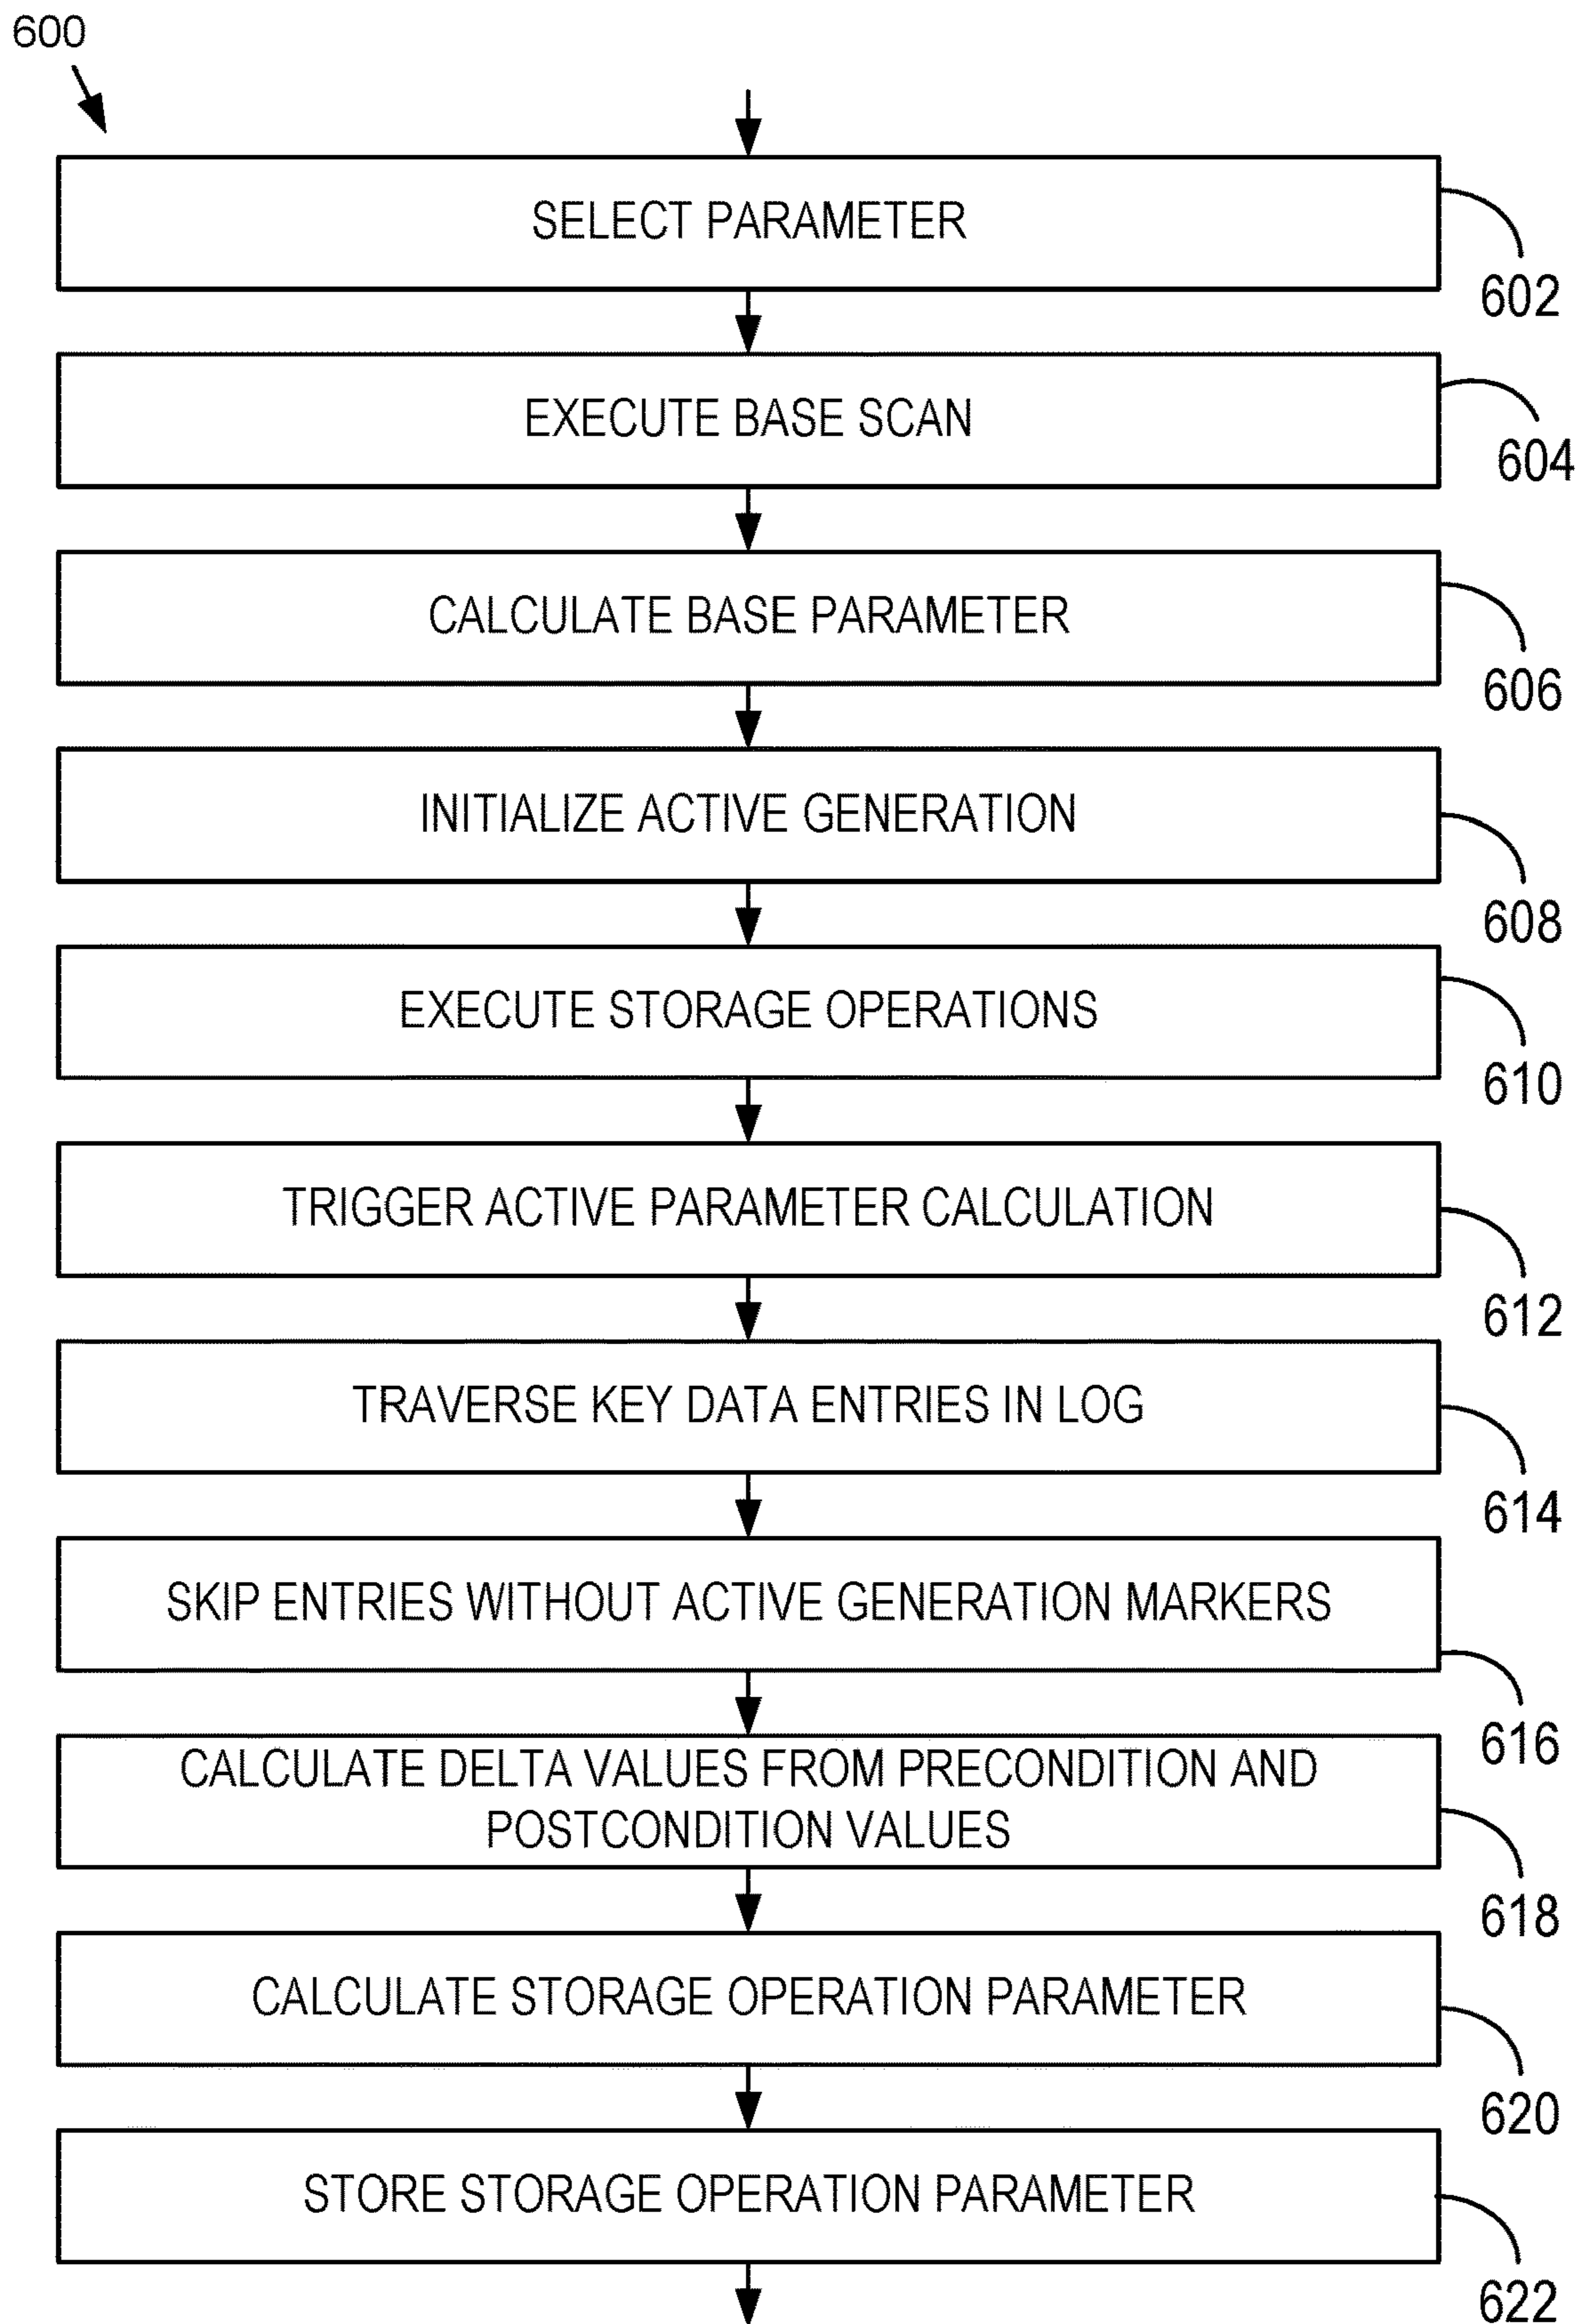 600
SELECT PARAMETER
602
EXECUTE BASE SCAN
604
CALCULATE BASE PARAMETER
606
INITIALIZE ACTIVE GENERATION
608
EXECUTE STORAGE OPERATIONS
610
TRIGGER ACTIVE PARAMETER CALCULATION
612
TRAVERSE KEY DATA ENTRIES IN LOG
614
SKIP ENTRIES WITHOUT ACTIVE GENERATION MARKERS
616
CALCULATE DELTA VALUES FROM PRECONDITION AND
POSTCONDITION VALUES
618
CALCULATE STORAGE OPERATION PARAMETER
620
STORE STORAGE OPERATION PARAMETER
622